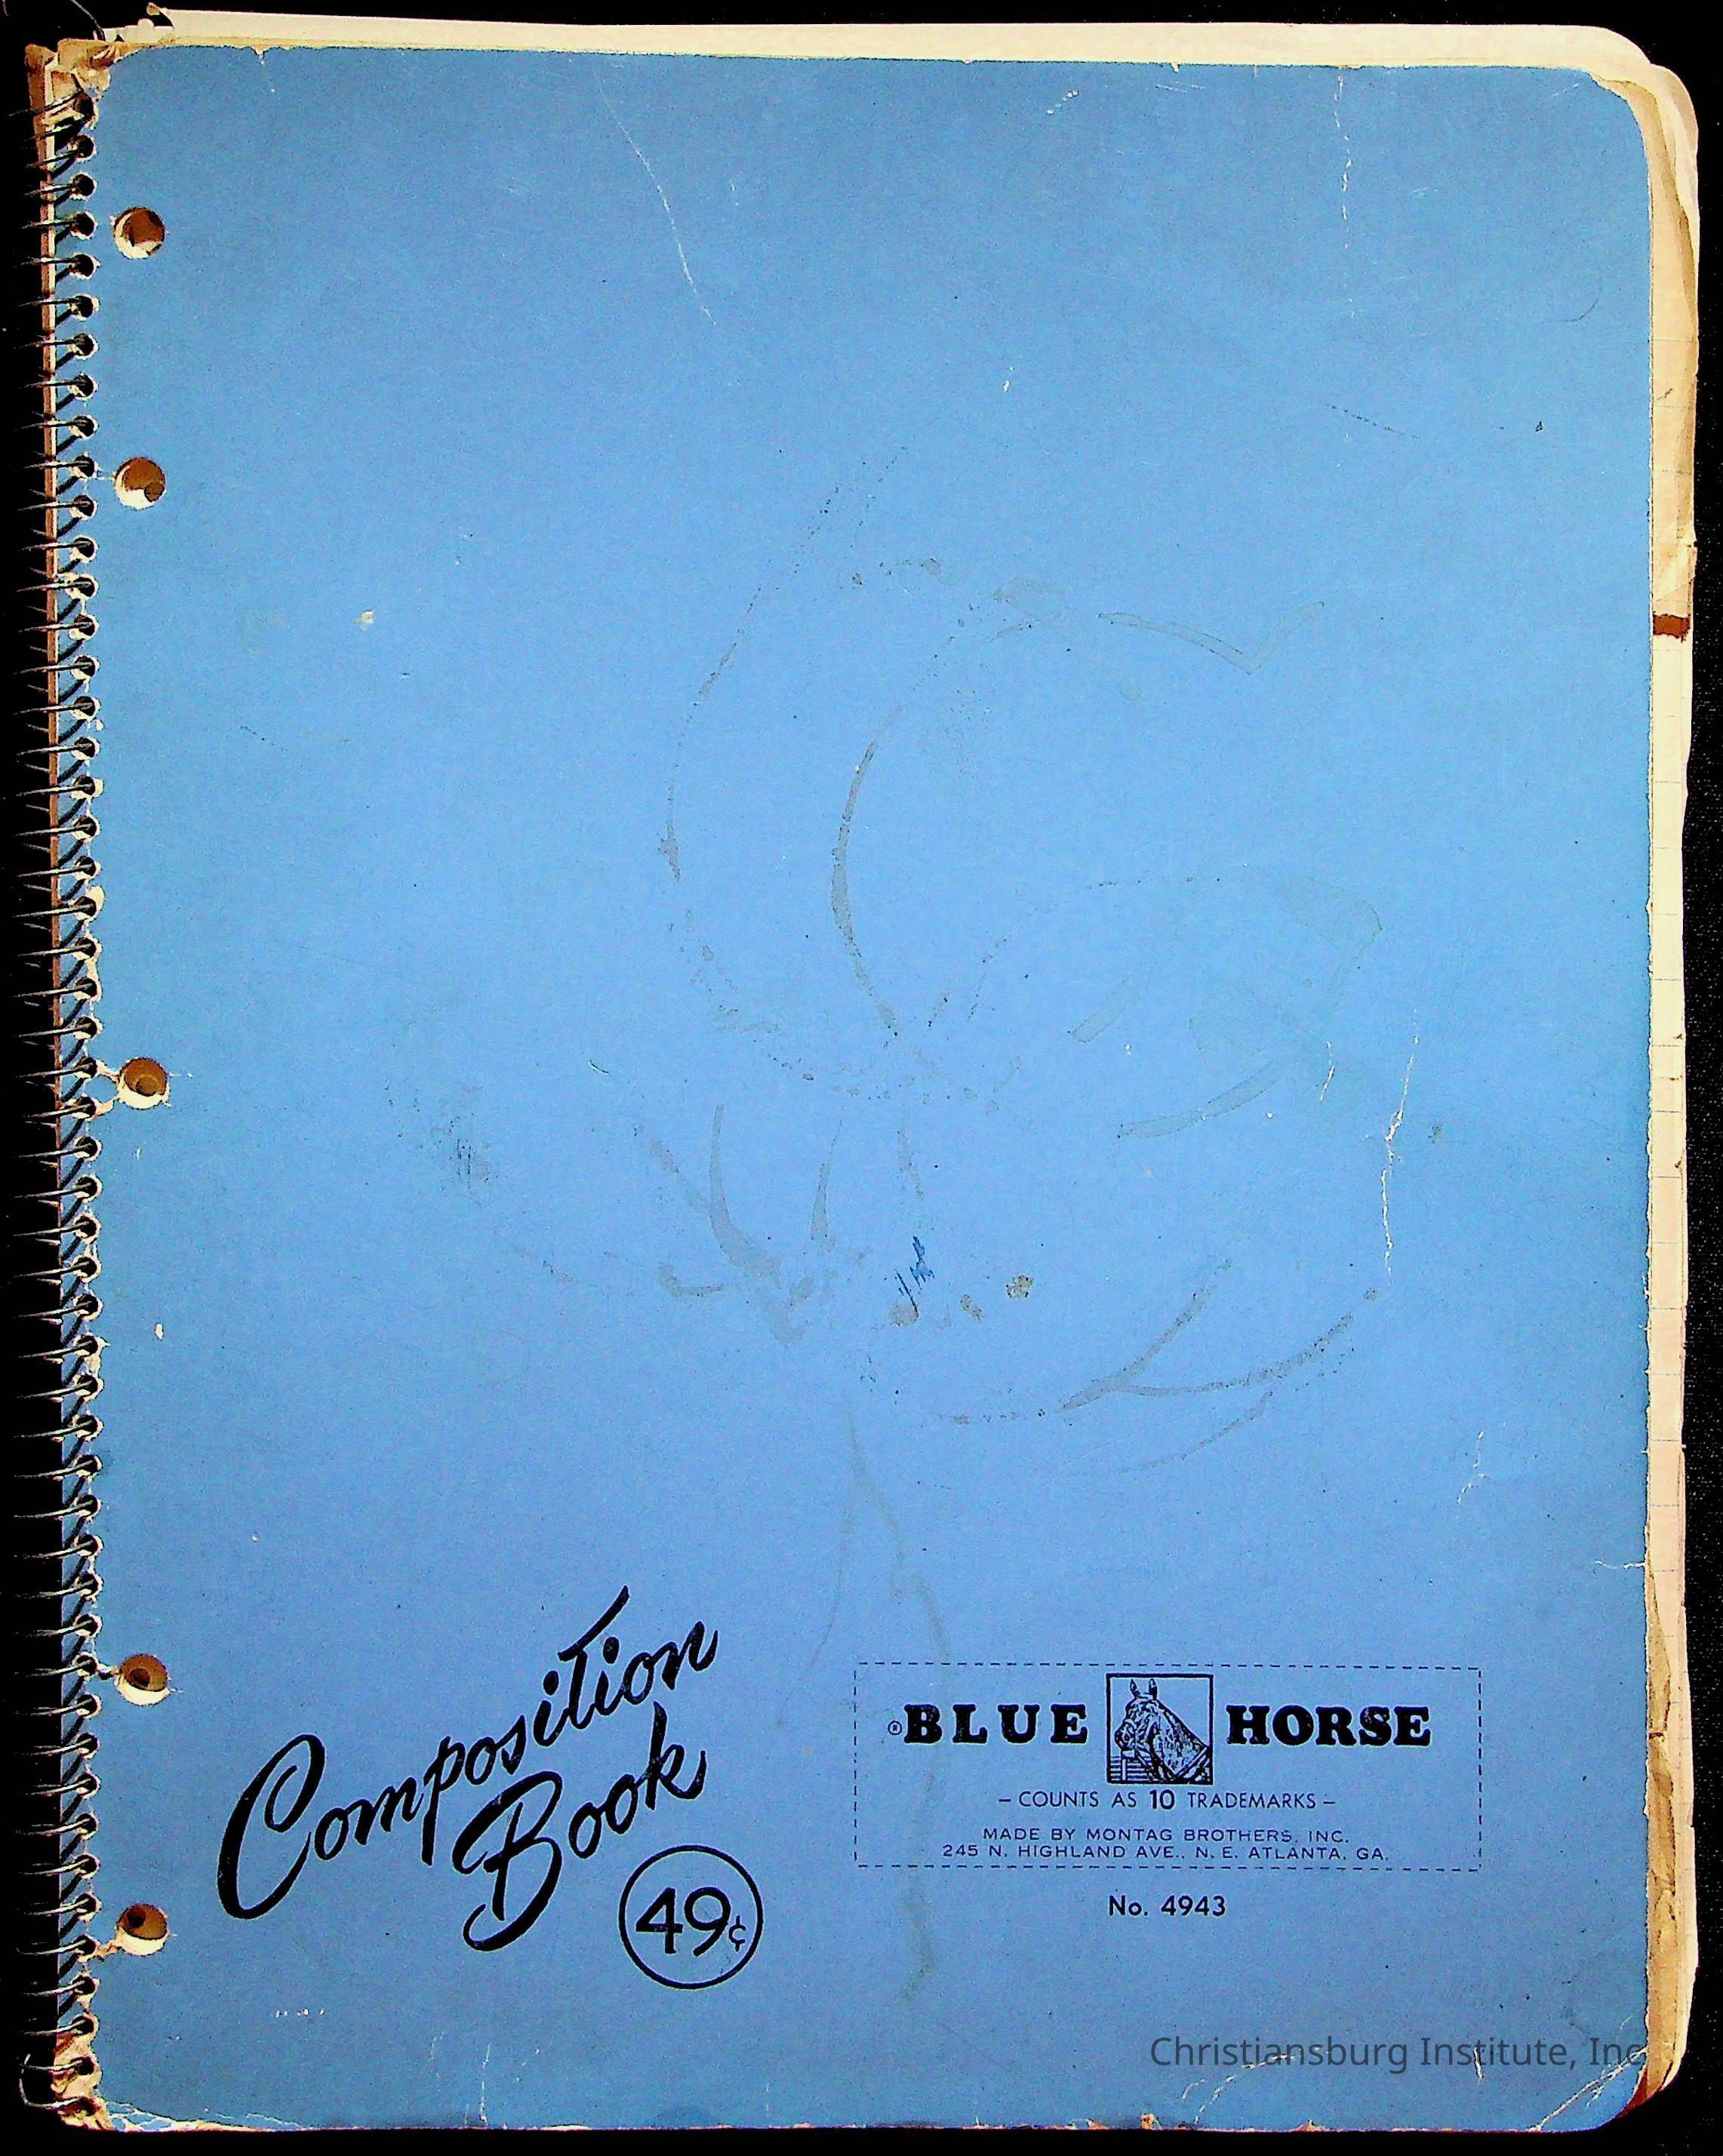 Composition
Book
49¢
®BLUE HORSE
– COUNTS AS 10 TRADEMARKS –
MADE BY MONTAG BROTHERS, INC.
245 N. HIGHLAND AVE., N. E. ATLANTA, GA.
No. 4943
Christiansburg Institute, Inc